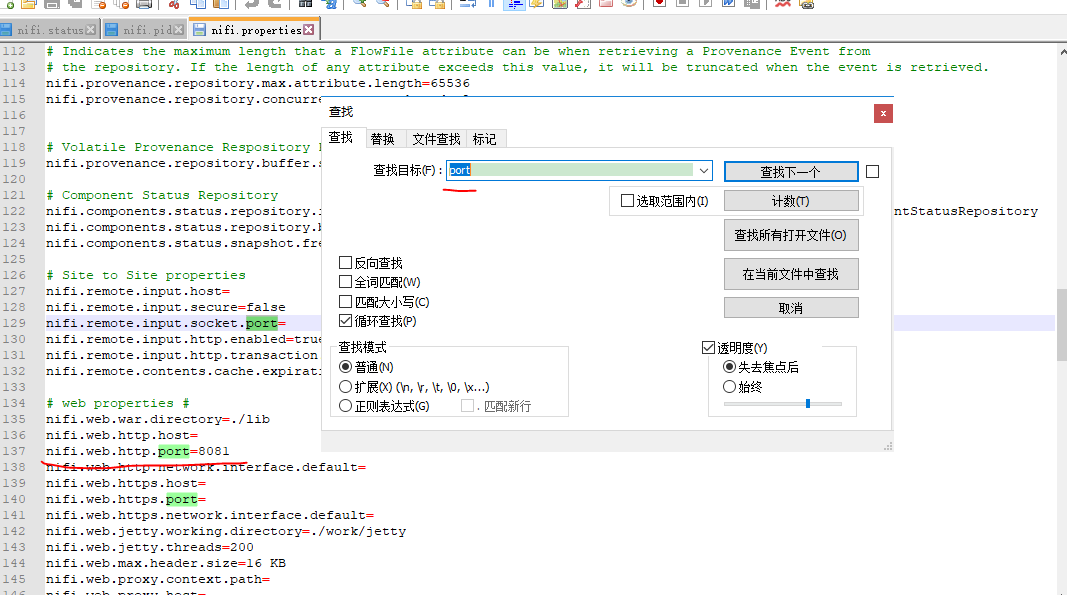 nifi.status
nifi.pid
nifi.properties
112 # Indicates the maximum length that a FlowFile attribute can be when retrieving a Provenance Event from
113 # the repository. If the length of any attribute exceeds this value, it will be truncated when the event is retrieved.
114 nifi.provenance.repository.max.attribute.length=65536
115 nifi.provenance.repository.concurre
116
117
118 # Volatile Provenance Respository
119 nifi.provenance.repository.buffer.s
120
121 # Component Status Repository
122 nifi.components.status.repository.i ntStatusRepository
123 nifi.components.status.repository.b
124 nifi.components.status.snapshot.fre
125
126 # Site to Site properties
127 nifi.remote.input.host=
128 nifi.remote.input.secure=false
129 nifi.remote.input.socket.port=
130 nifi.remote.input.http.enabled=true
131 nifi.remote.input.http.transaction
132 nifi.remote.contents.cache.expirati
133
134 # web properties #
135 nifi.web.war.directory=./lib
136 nifi.web.http.host=
137 nifi.web.http.port=8081
138 nifi.web.http.network.interface.default=
139 nifi.web.https.host=
140 nifi.web.https.port=
141 nifi.web.https.network.interface.default=
142 nifi.web.jetty.working.directory=./work/jetty
143 nifi.web.jetty.threads=200
144 nifi.web.max.header.size=16 KB
145 nifi.web.proxy.context.path=
146 nifi.web.proxy.host=
查找
查找 替换 文件查找 标记
查找目标(F) : port
查找下一个
选取范围内(I)
计数(T)
查找所有打开文件(O)
在当前文件中查找
取消
反向查找
全词匹配(W)
匹配大小写(C)
循环查找(P)
查找模式
普通(N)
扩展(X) (\n, \r, \t, \0, \x...)
正则表达式(G)
. 匹配新行
透明度(Y)
失去焦点后
始终